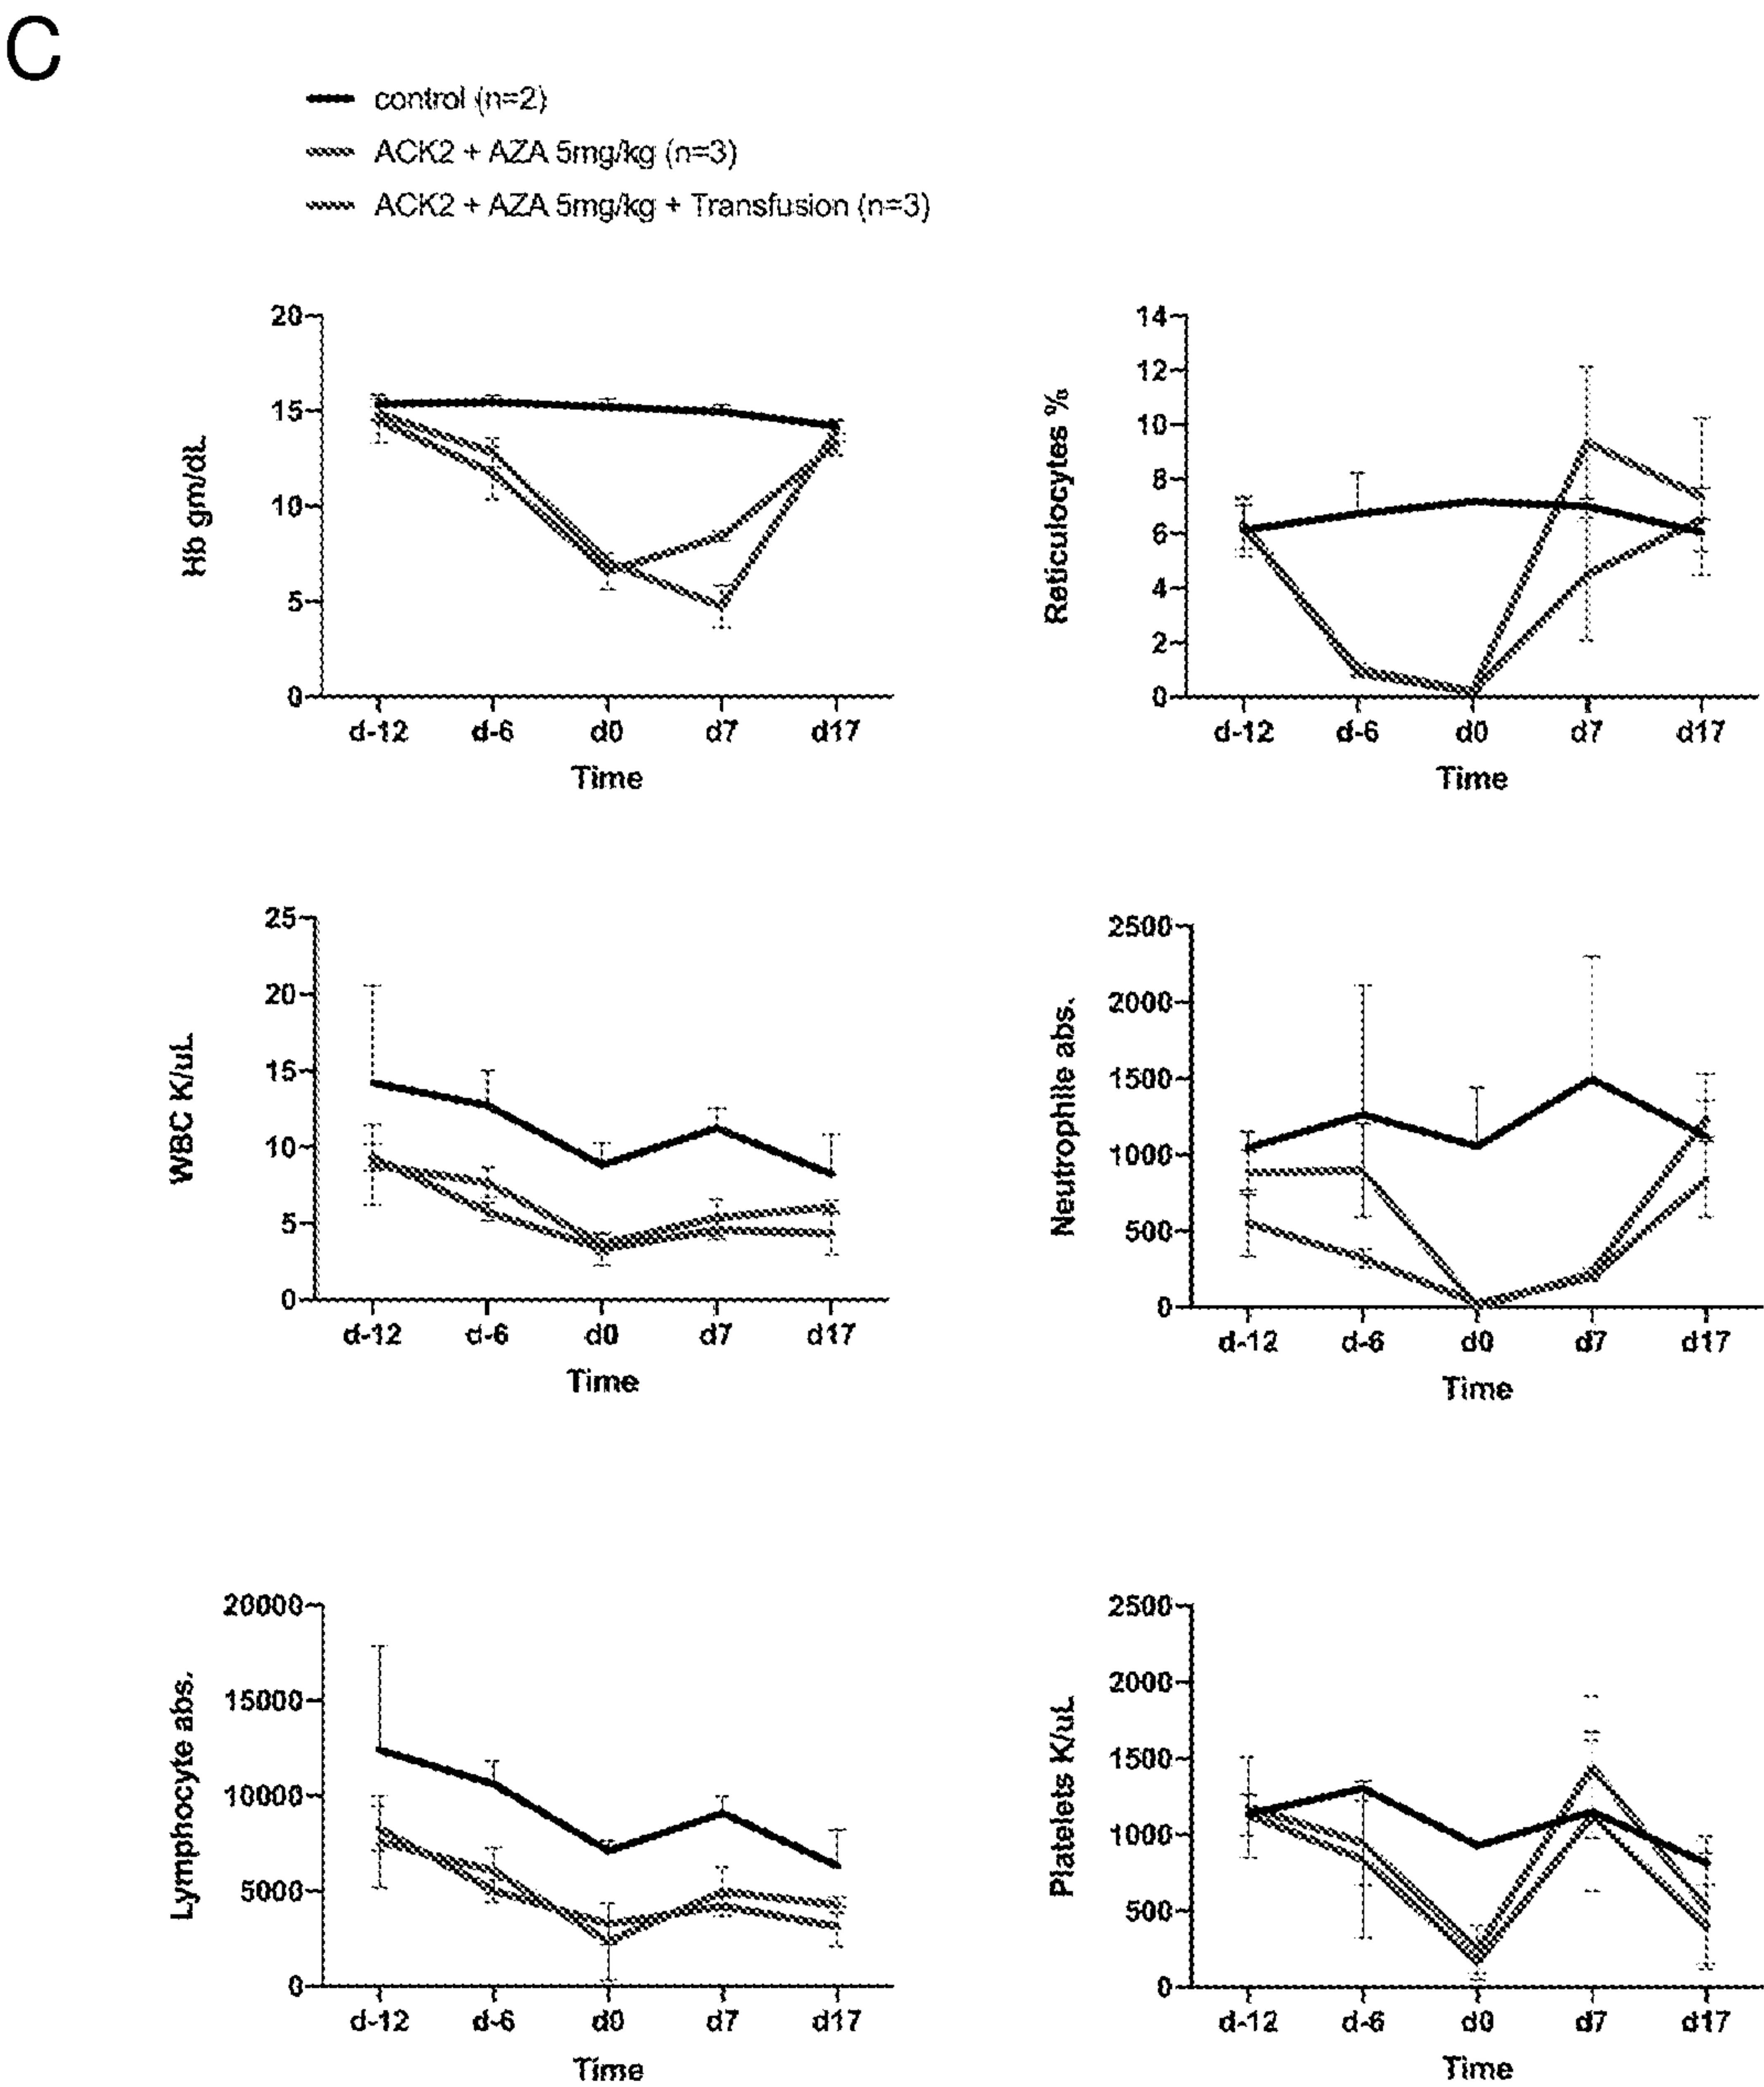 C
control (n=2)
ACK2 + AZA 5mg/kg (n=3)
ACK2 + AZA 5mg/kg + Transfusion (n=3)
Hb gm/dL
20
15
10
5
0
d-12 d-6 d0 d7 d17
Time
Reticulocytes %
14
12
10
8
6
4
2
0
d-12 d-6 d0 d7 d17
Time
WBC K/uL
25
20
15
10
5
0
d-12 d-6 d0 d7 d17
Time
Neutrophile abs.
2500
2000
1500
1000
500
0
d-12 d-6 d0 d7 d17
Time
Lymphocyte abs.
20000
15000
10000
5000
0
d-12 d-6 d0 d7 d17
Time
Platelets K/uL
2500
2000
1500
1000
500
0
d-12 d-6 d0 d7 d17
Time